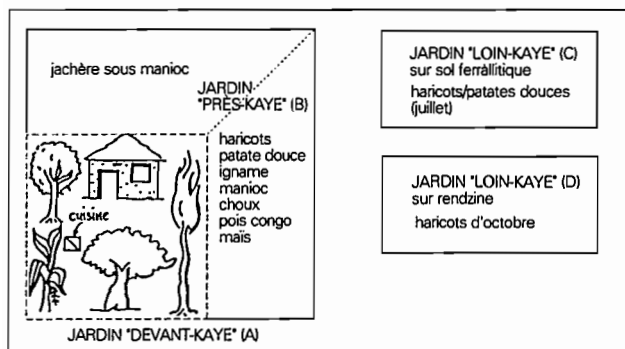 jachère sous manioc
JARDIN
"PRÈS-KAYE" (B)
haricots
patate douce
igname
manioc
choux
pois congo
maïs
cuisine
JARDIN "DEVANT-KAYE" (A)
JARDIN "LOIN-KAYE" (C)
sur sol ferràllitique
haricots/patates douces
(juillet)
JARDIN "LOIN-KAYE" (D)
sur rendzine
haricots d'octobre